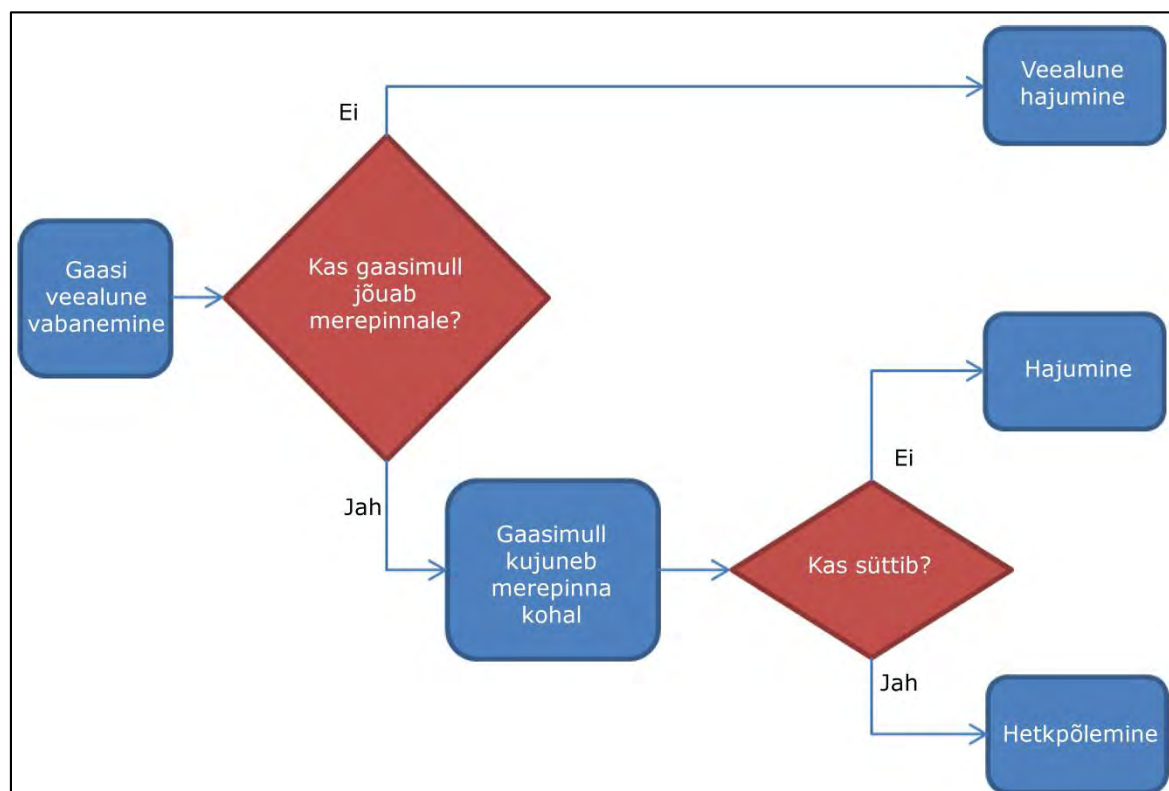 Veealune
hajumine
Ei
Gaasi
veealune
vabanemine
Kas gaasimull
jõuab
merepinnale?
Hajumine
Ei
Jah
Gaasimull
kujuneb
merepinna
kohal
Kas süttib?
Jah
Hetkpõlemine